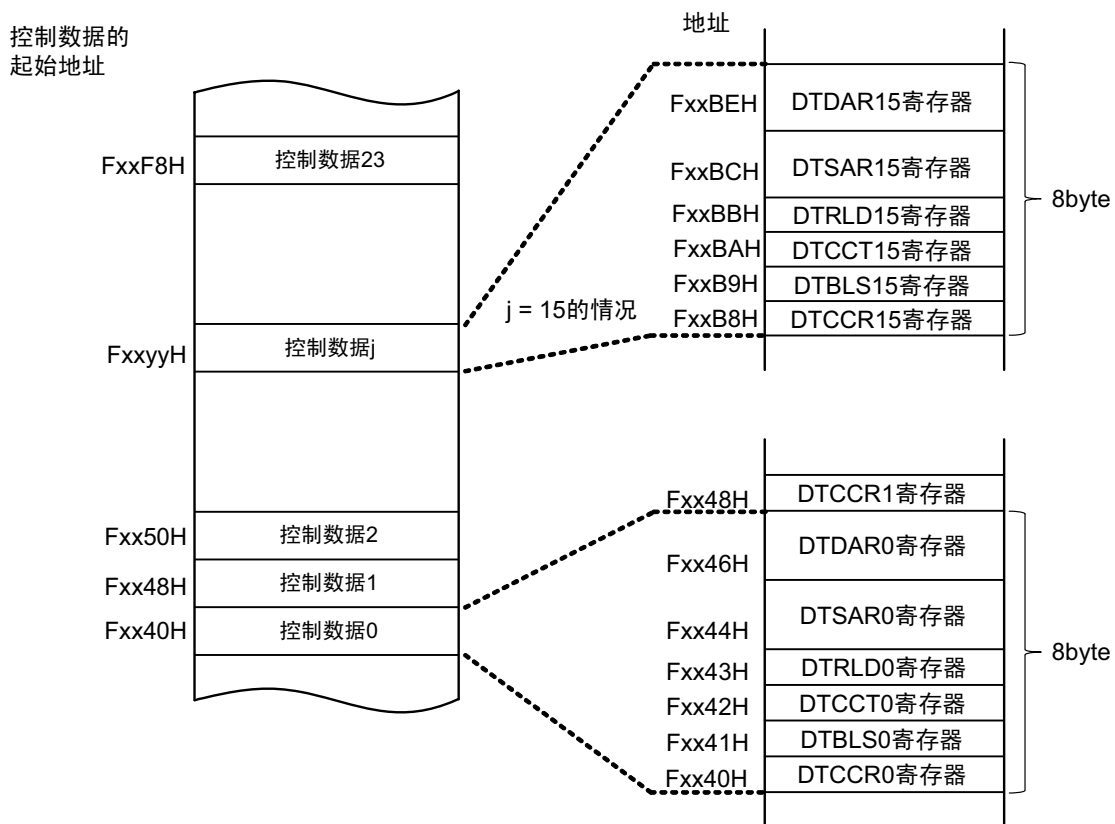 控制数据的
起始地址
FxxF8H
控制数据23
FxxyyH
控制数据j
Fxx50H
控制数据2
Fxx48H
控制数据1
Fxx40H
控制数据0
j = 15的情况
地址
FxxBEH
DTDAR15寄存器
FxxBCH
DTSAR15寄存器
FxxBBH
DTRLD15寄存器
FxxBAH
DTCCT15寄存器
FxxB9H
DTBLS15寄存器
FxxB8H
DTCCR15寄存器
8byte
Fxx48H
DTCCR1寄存器
Fxx46H
DTDAR0寄存器
Fxx44H
DTSAR0寄存器
Fxx43H
DTRLD0寄存器
Fxx42H
DTCCT0寄存器
Fxx41H
DTBLS0寄存器
Fxx40H
DTCCR0寄存器
8byte